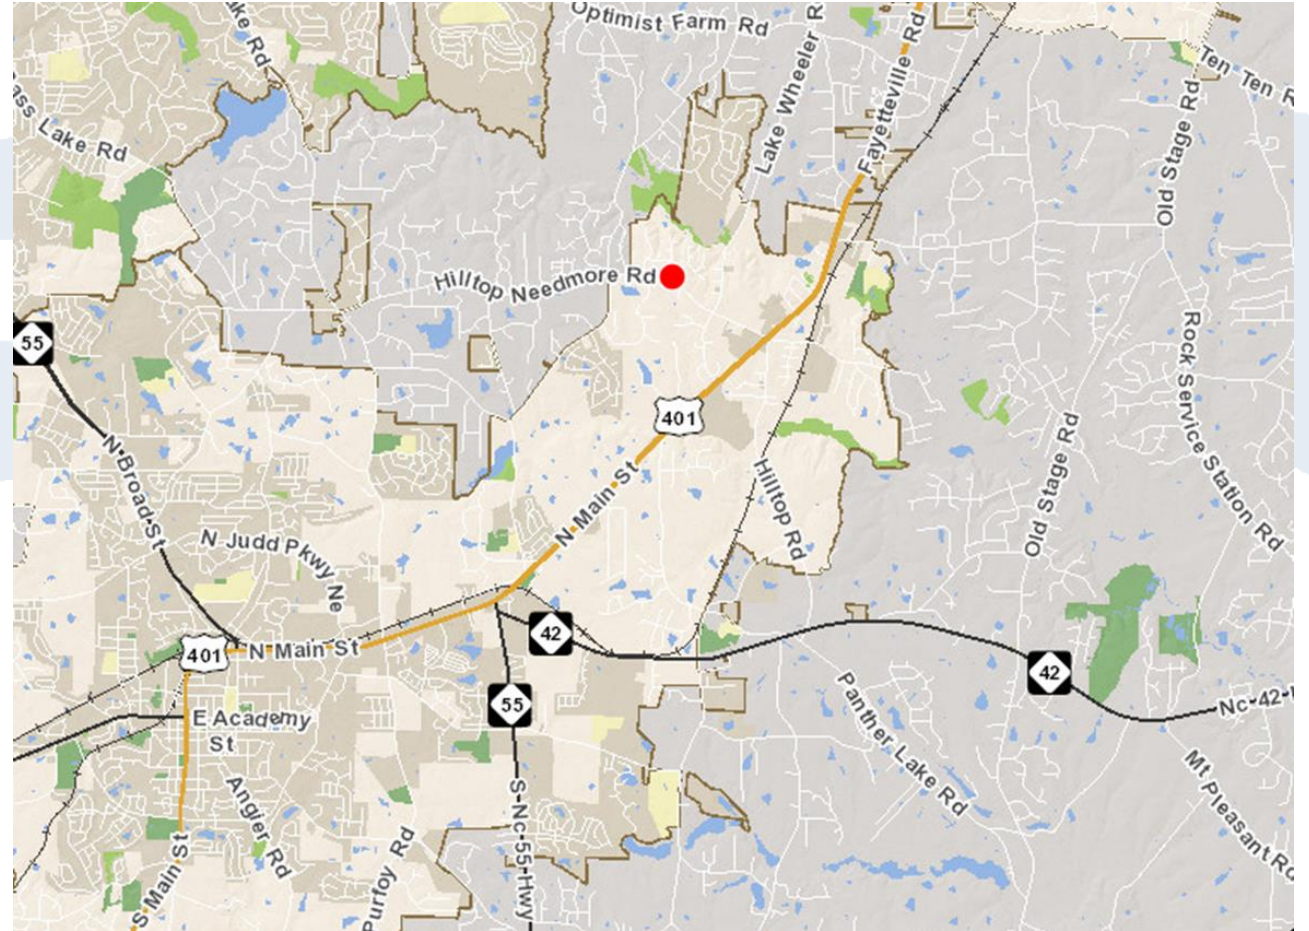 ake Rd
Optimist Farm Rd
Lake Wheeler R
Fayetteville Rd
Ten Ten R
ass Lake Rd
Old Stage Rd
Hilltop Needmore Rd
55
Rock Service Station Rd
401
N Broad St
N Main St
Hilltop Rd
Old Stage Rd
N Judd Pkwy Ne
42
401
N Main St
42
55
Nc-42-
E Academy
St
Panther Lake Rd
Mt Pleasant Rd
Angier Rd
S-Nc-55-Hwy
S Main St
Purfoy Rd